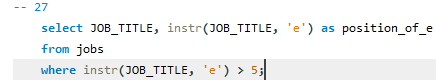 -- 27
select JOB_TITLE, instr(JOB_TITLE, 'e') as position_of_e
from jobs
where instr(JOB_TITLE, 'e') > 5;